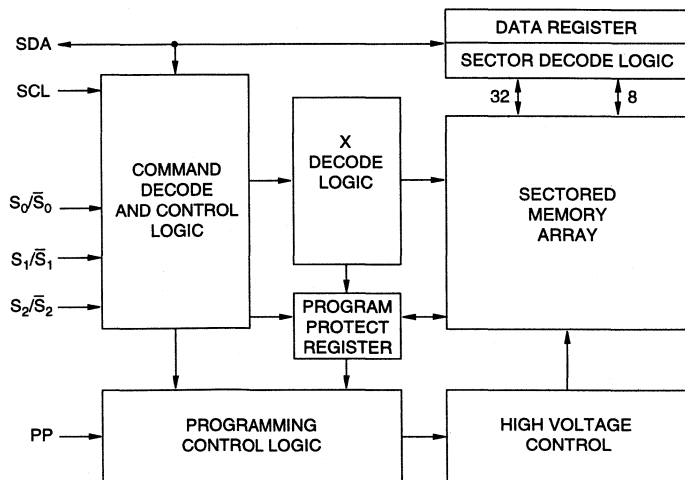 DATA REGISTER
SDA
SECTOR DECODE LOGIC
SCL
32
8
X
DECODE
LOGIC
COMMAND
DECODE
AND CONTROL
LOGIC
SECTORED
MEMORY
ARRAY
S₀/S̅₀
S₁/S̅₁
S₂/S̅₂
PROGRAM
PROTECT
REGISTER
PP
PROGRAMMING
CONTROL LOGIC
HIGH VOLTAGE
CONTROL